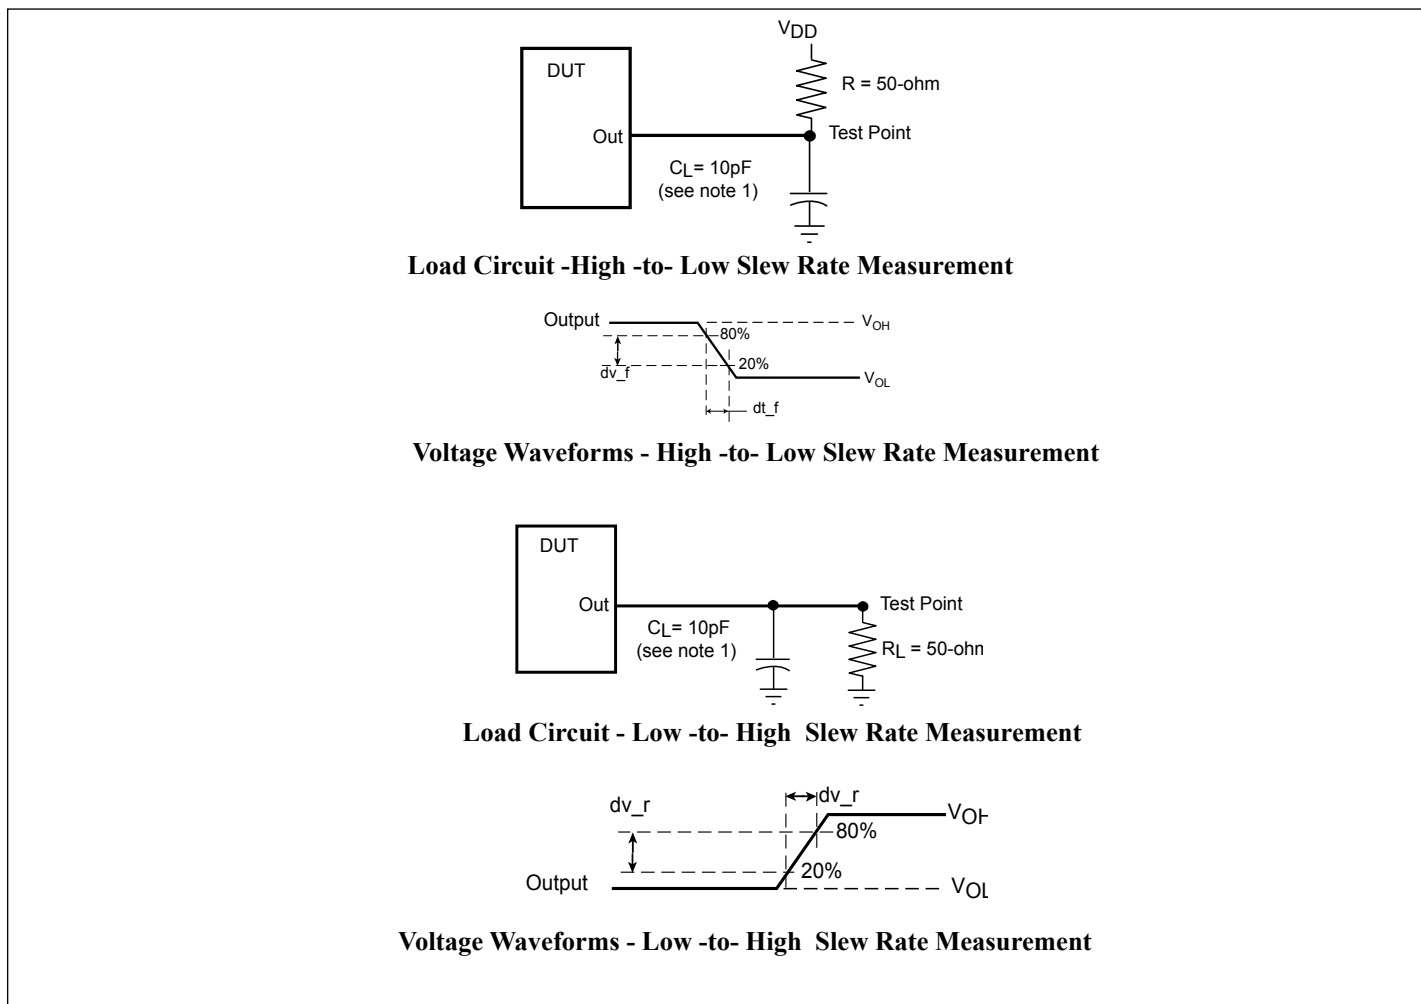 VDD
DUT
R = 50-ohm
Out
Test Point
CL= 10pF
(see note 1)
Load Circuit -High -to- Low Slew Rate Measurement
Output
VOH
80%
20%
dv_f
VOL
dt_f
Voltage Waveforms - High -to- Low Slew Rate Measurement
DUT
Out
Test Point
CL= 10pF
(see note 1)
RL = 50-ohn
Load Circuit - Low -to- High Slew Rate Measurement
dv_r
dv_r
VOH
80%
20%
Output
VOL
Voltage Waveforms - Low -to- High Slew Rate Measurement